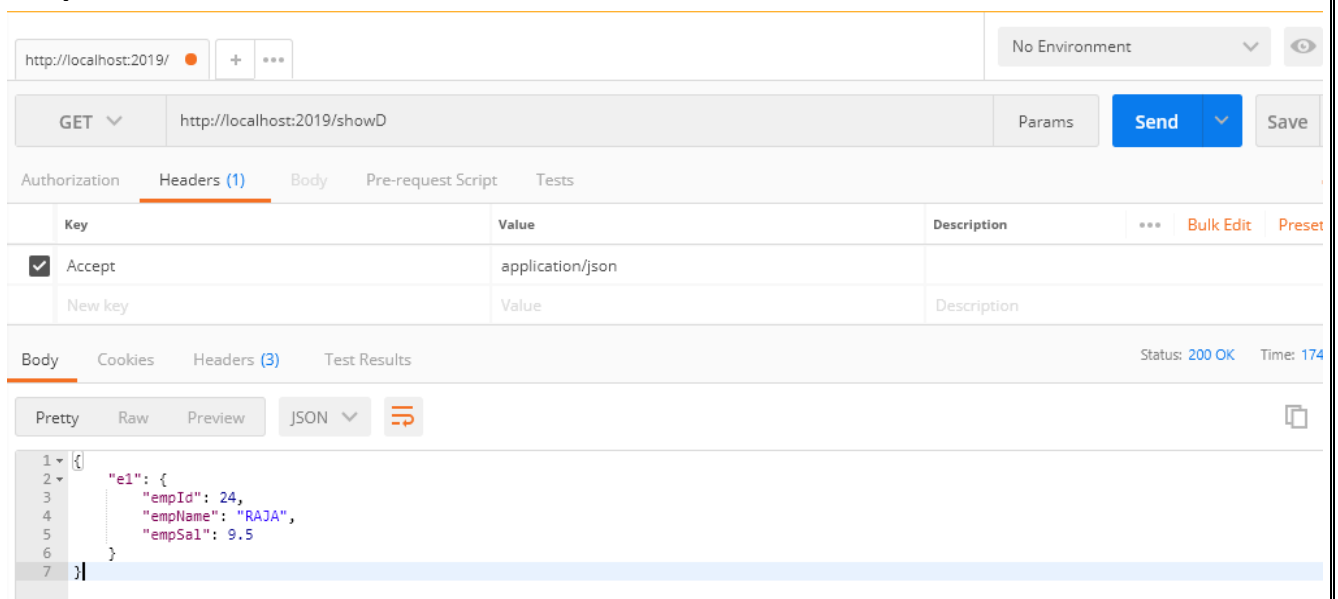 No Environment
http://localhost:2019/ + •••
GET http://localhost:2019/showD Params Send Save
Authorization Headers (1) Body Pre-request Script Tests
Key Value Description ••• Bulk Edit Preset
Accept application/json
New key Value Description
Body Cookies Headers (3) Test Results Status: 200 OK Time: 174
Pretty Raw Preview JSON
1 {
2 "e1": {
3 "empId": 24,
4 "empName": "RAJA",
5 "empSal": 9.5
6 }
7 }